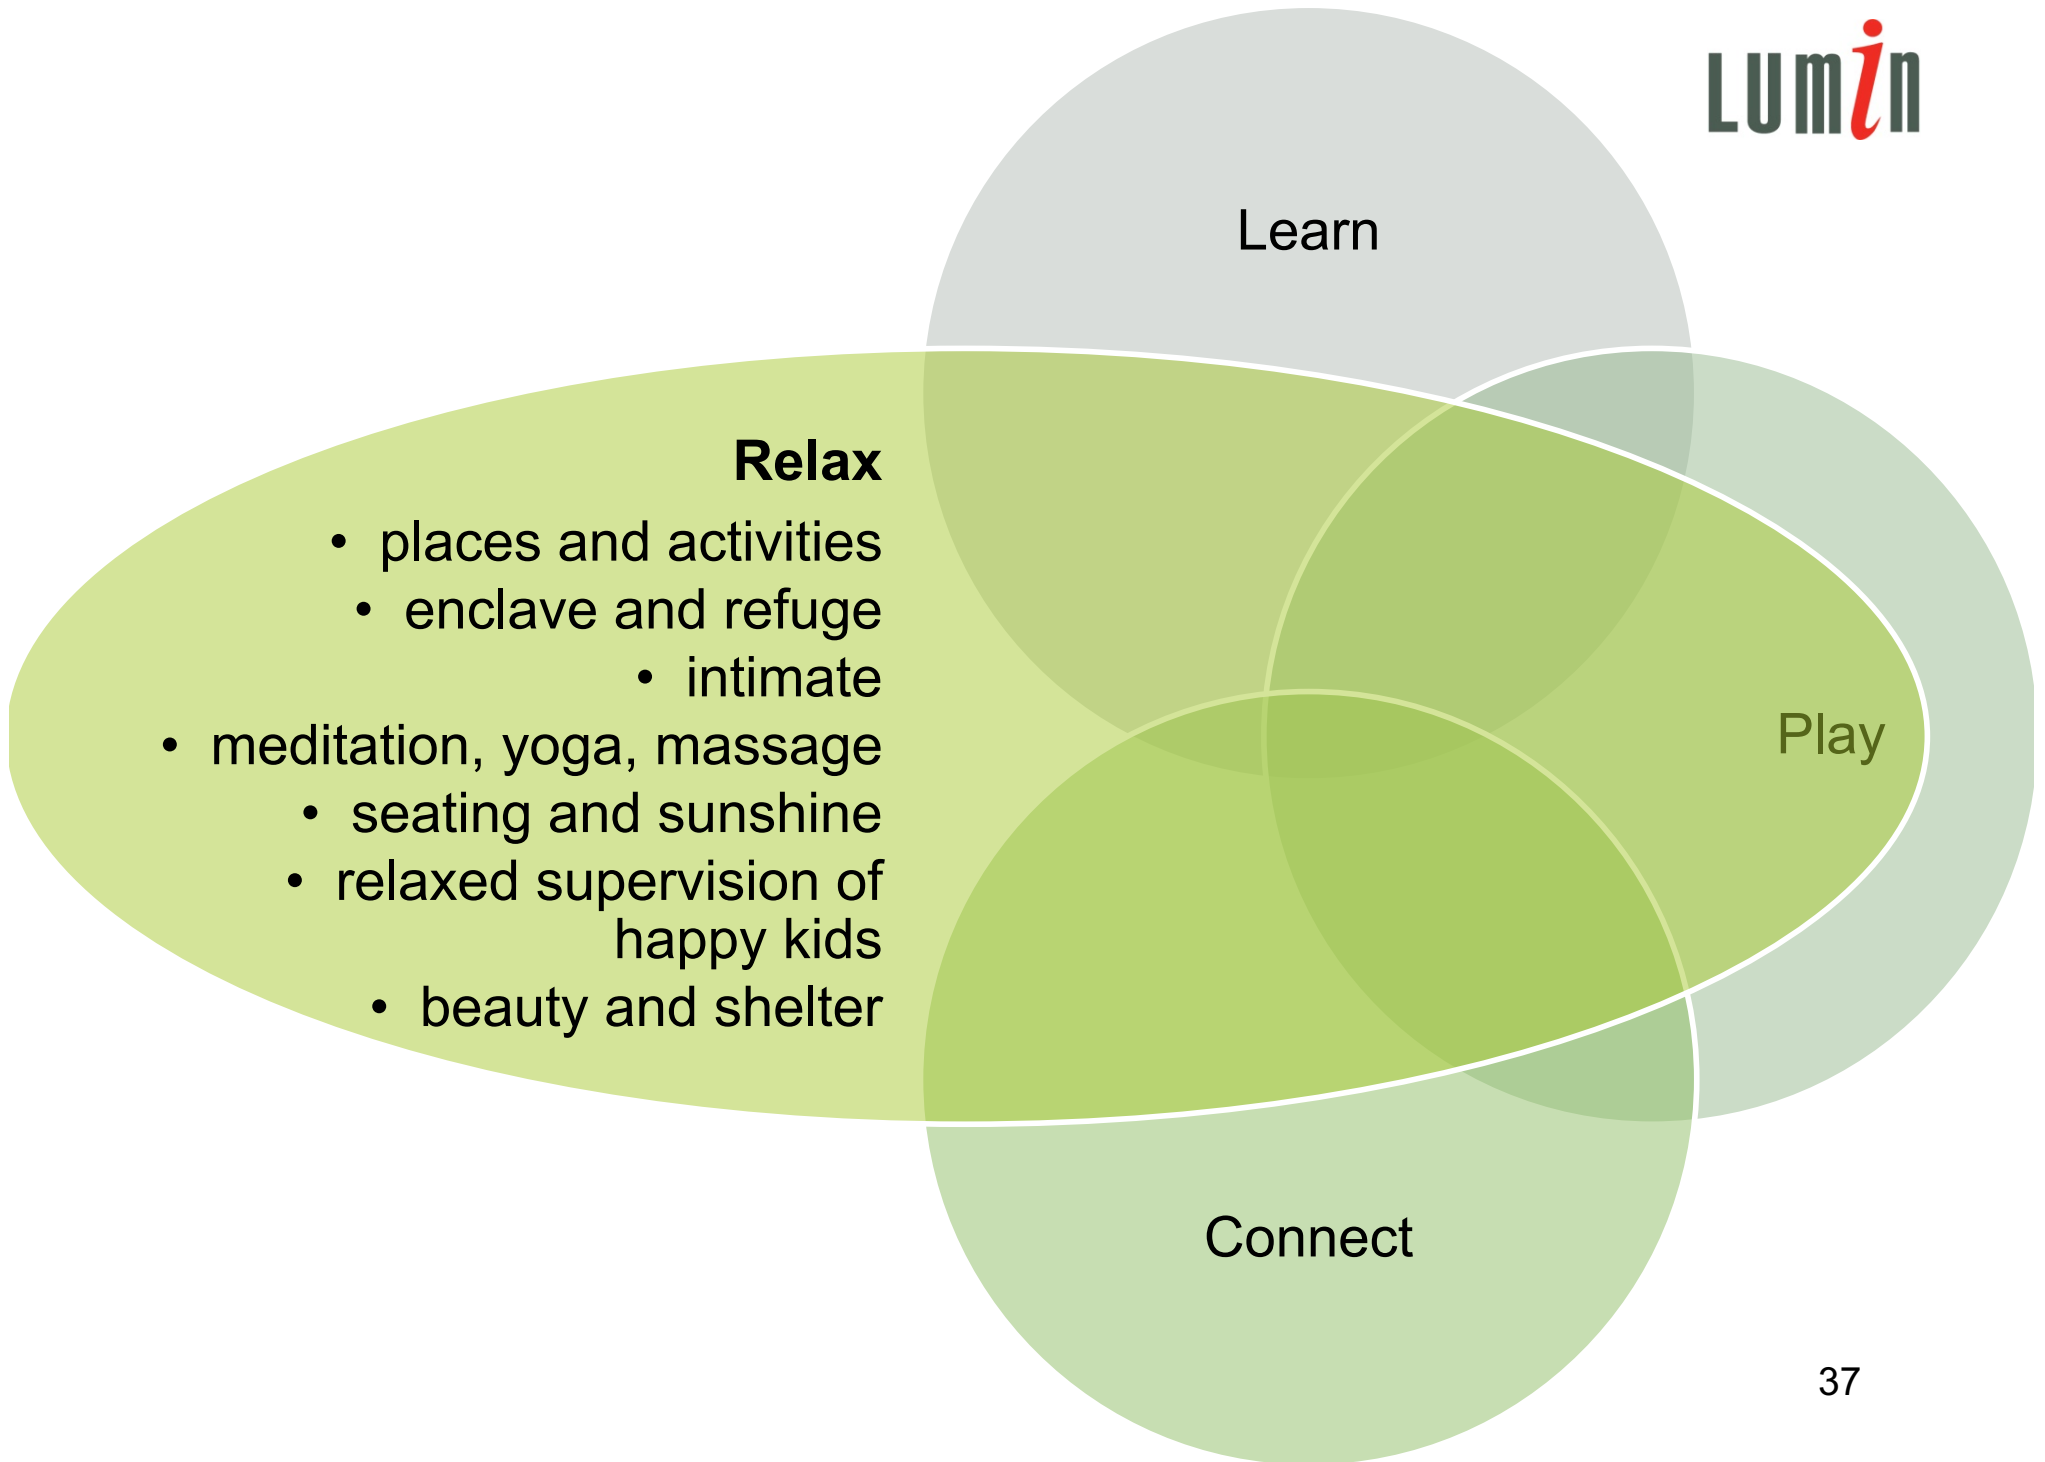 LUMIN
Learn
Relax
• places and activities
• enclave and refuge
• intimate
• meditation, yoga, massage
• seating and sunshine
• relaxed supervision of
happy kids
• beauty and shelter
Play
Connect
37